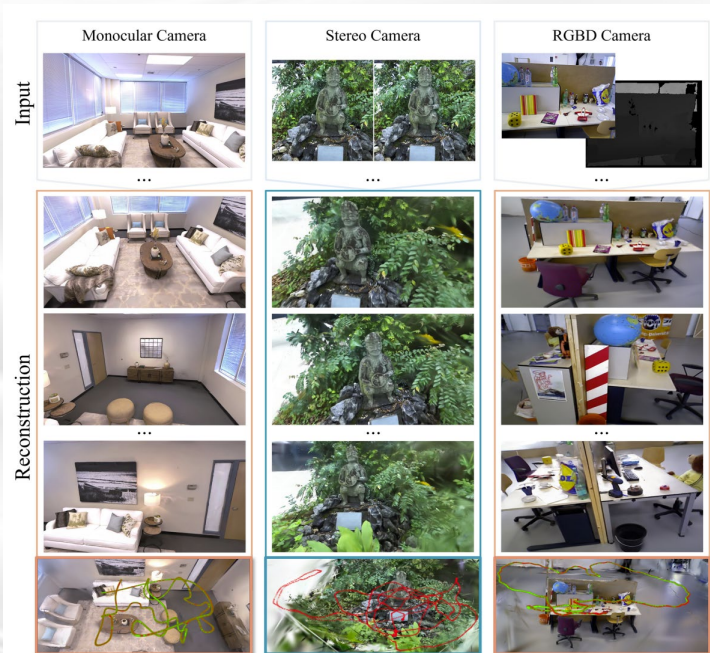 Monocular Camera
Stereo Camera
RGBD Camera
Input
...
...
...
Reconstruction
...
...
...